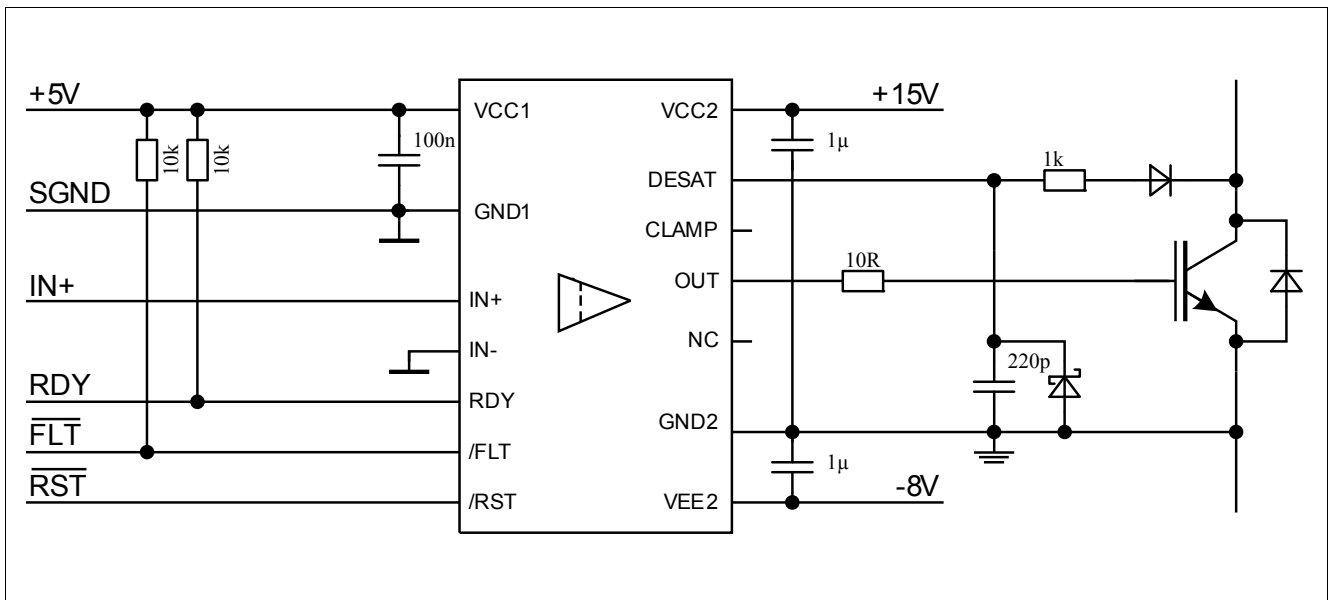 +5V
10k
10k
100n
SGND
IN+
RDY
FLT
RST
VCC1
GND1
IN+
IN-
RDY
/FLT
/RST
VCC2
DESAT
CLAMP
OUT
NC
GND2
VEE2
+15V
1µ
1k
10R
220p
1µ
-8V